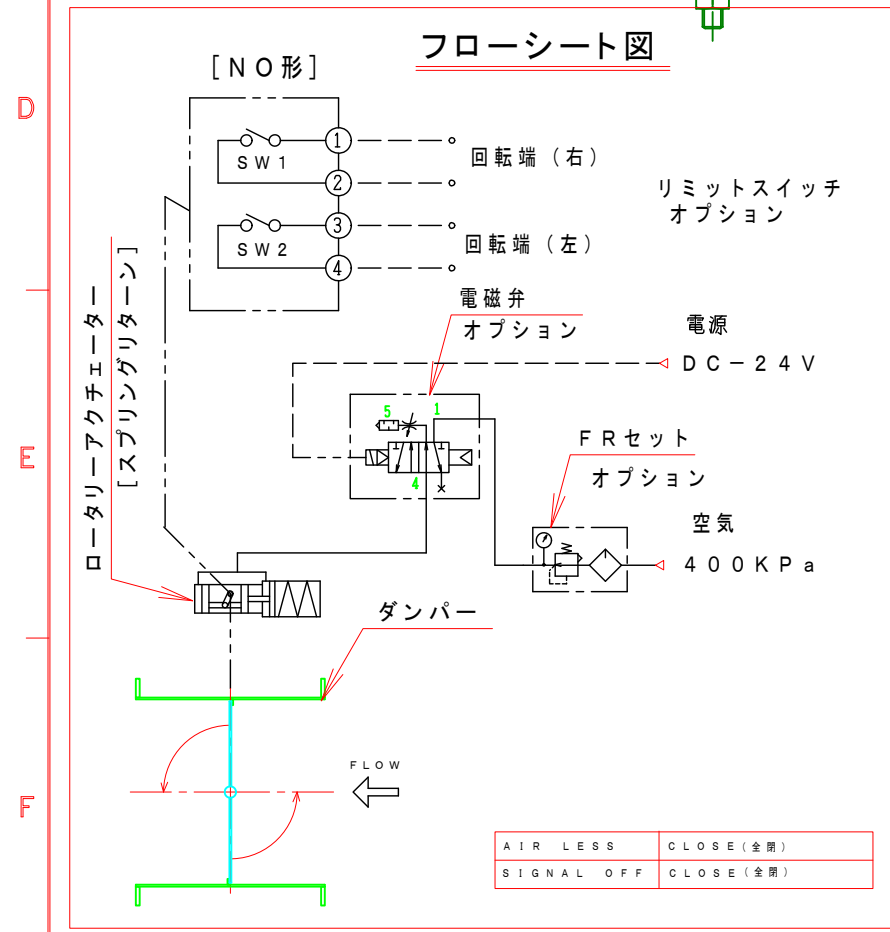 フローシート図
[NO形]
D
1
SW1
回転端(右)
2
リミットスイッチ
オプション
3
SW2
回転端(左)
4
ロータリーアクチェーター
[スプリングリターン]
電磁弁
オプション
電源
DC-24V
5
1
4
E
FRセット
オプション
空気
400KPa
ダンパー
FLOW
F
AIR LESS CLOSE(全閉)
SIGNAL OFF CLOSE(全閉)